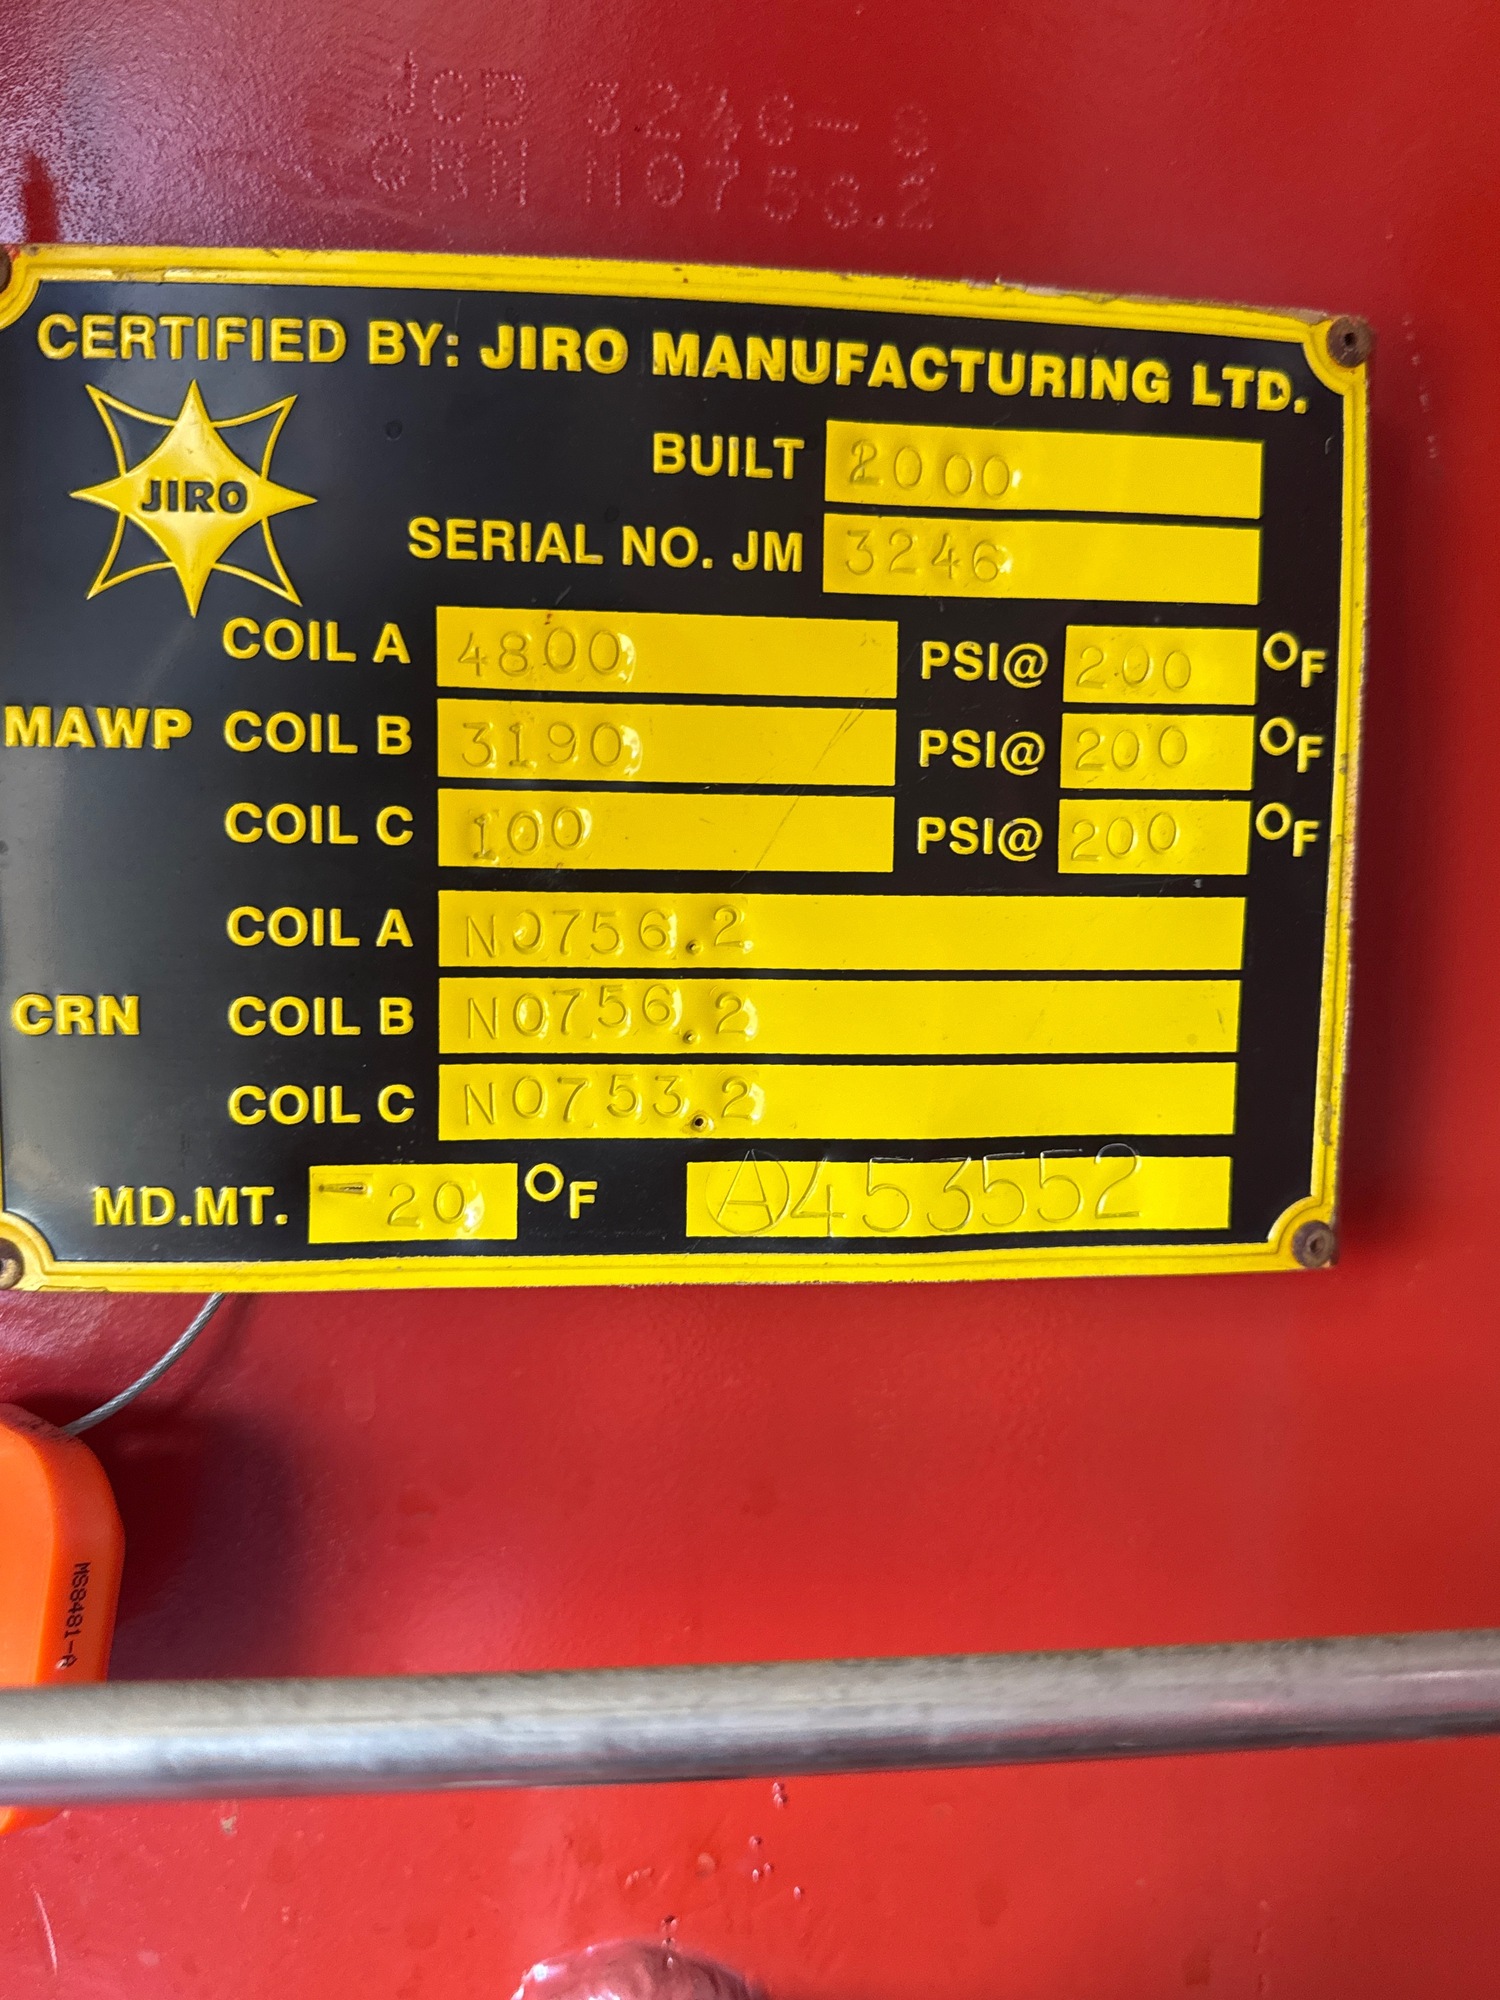 JOB 3246-8
CRN N0756.2
CERTIFIED BY: JIRO MANUFACTURING LTD.
JIRO
BUILT 2000
SERIAL NO. JM 3246
COIL A 4800 PSI@ 200 °F
MAWP COIL B 3190 PSI@ 200 °F
COIL C 100 PSI@ 200 °F
COIL A N0756.2
CRN COIL B N0756.2
COIL C N0753.2
MD.MT. -20 °F Ⓐ453552
MS8481-A